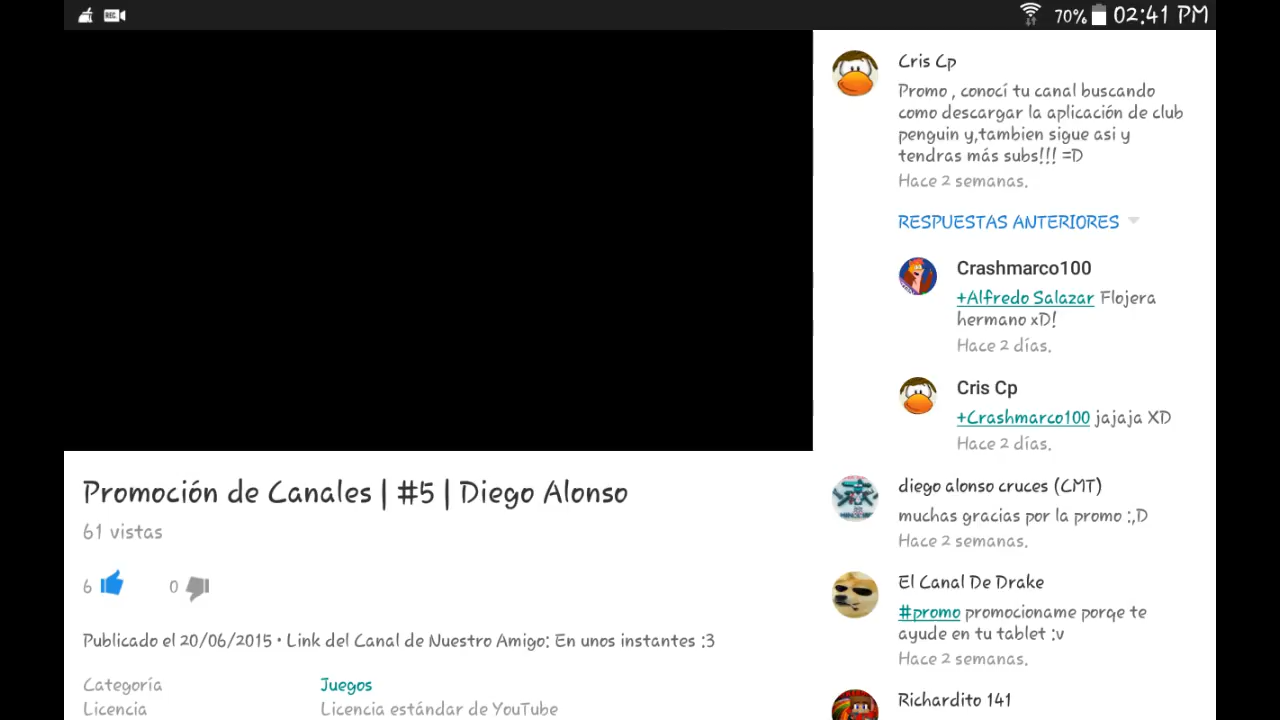 REC 70% 02:41 PM
Promoción de Canales | #5 | Diego Alonso
61 vistas
6 0
Publicado el 20/06/2015 • Link del Canal de Nuestro Amigo: En unos instantes :3
Categoría Juegos
Licencia Licencia estándar de YouTube
Cris Cp
Promo , conocí tu canal buscando
como descargar la aplicación de club
penguin y,tambien sigue asi y
tendras más subs!!! =D
Hace 2 semanas.
RESPUESTAS ANTERIORES
Crashmarco100
+Alfredo Salazar Flojera
hermano xD!
Hace 2 días.
Cris Cp
+Crashmarco100 jajaja XD
Hace 2 días.
diego alonso cruces (CMT)
muchas gracias por la promo :,D
Hace 2 semanas.
El Canal De Drake
#promo promocioname porqe te
ayude en tu tablet :v
Hace 2 semanas.
Richardito 141